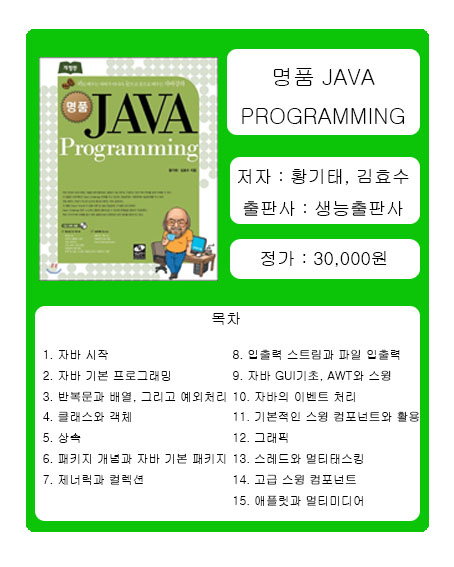 개정판
명품
JAVA
Programming
명품 JAVA
PROGRAMMING
저자 : 황기태, 김효수
출판사 : 생능출판사
정가 : 30,000원
목차
1. 자바 시작
2. 자바 기본 프로그래밍
3. 반복문과 배열, 그리고 예외처리
4. 클래스와 객체
5. 상속
6. 패키지 개념과 자바 기본 패키지
7. 제너릭과 컬렉션
8. 입출력 스트림과 파일 입출력
9. 자바 GUI기초, AWT와 스윙
10. 자바의 이벤트 처리
11. 기본적인 스윙 컴포넌트와 활용
12. 그래픽
13. 스레드와 멀티태스킹
14. 고급 스윙 컴포넌트
15. 애플릿과 멀티미디어